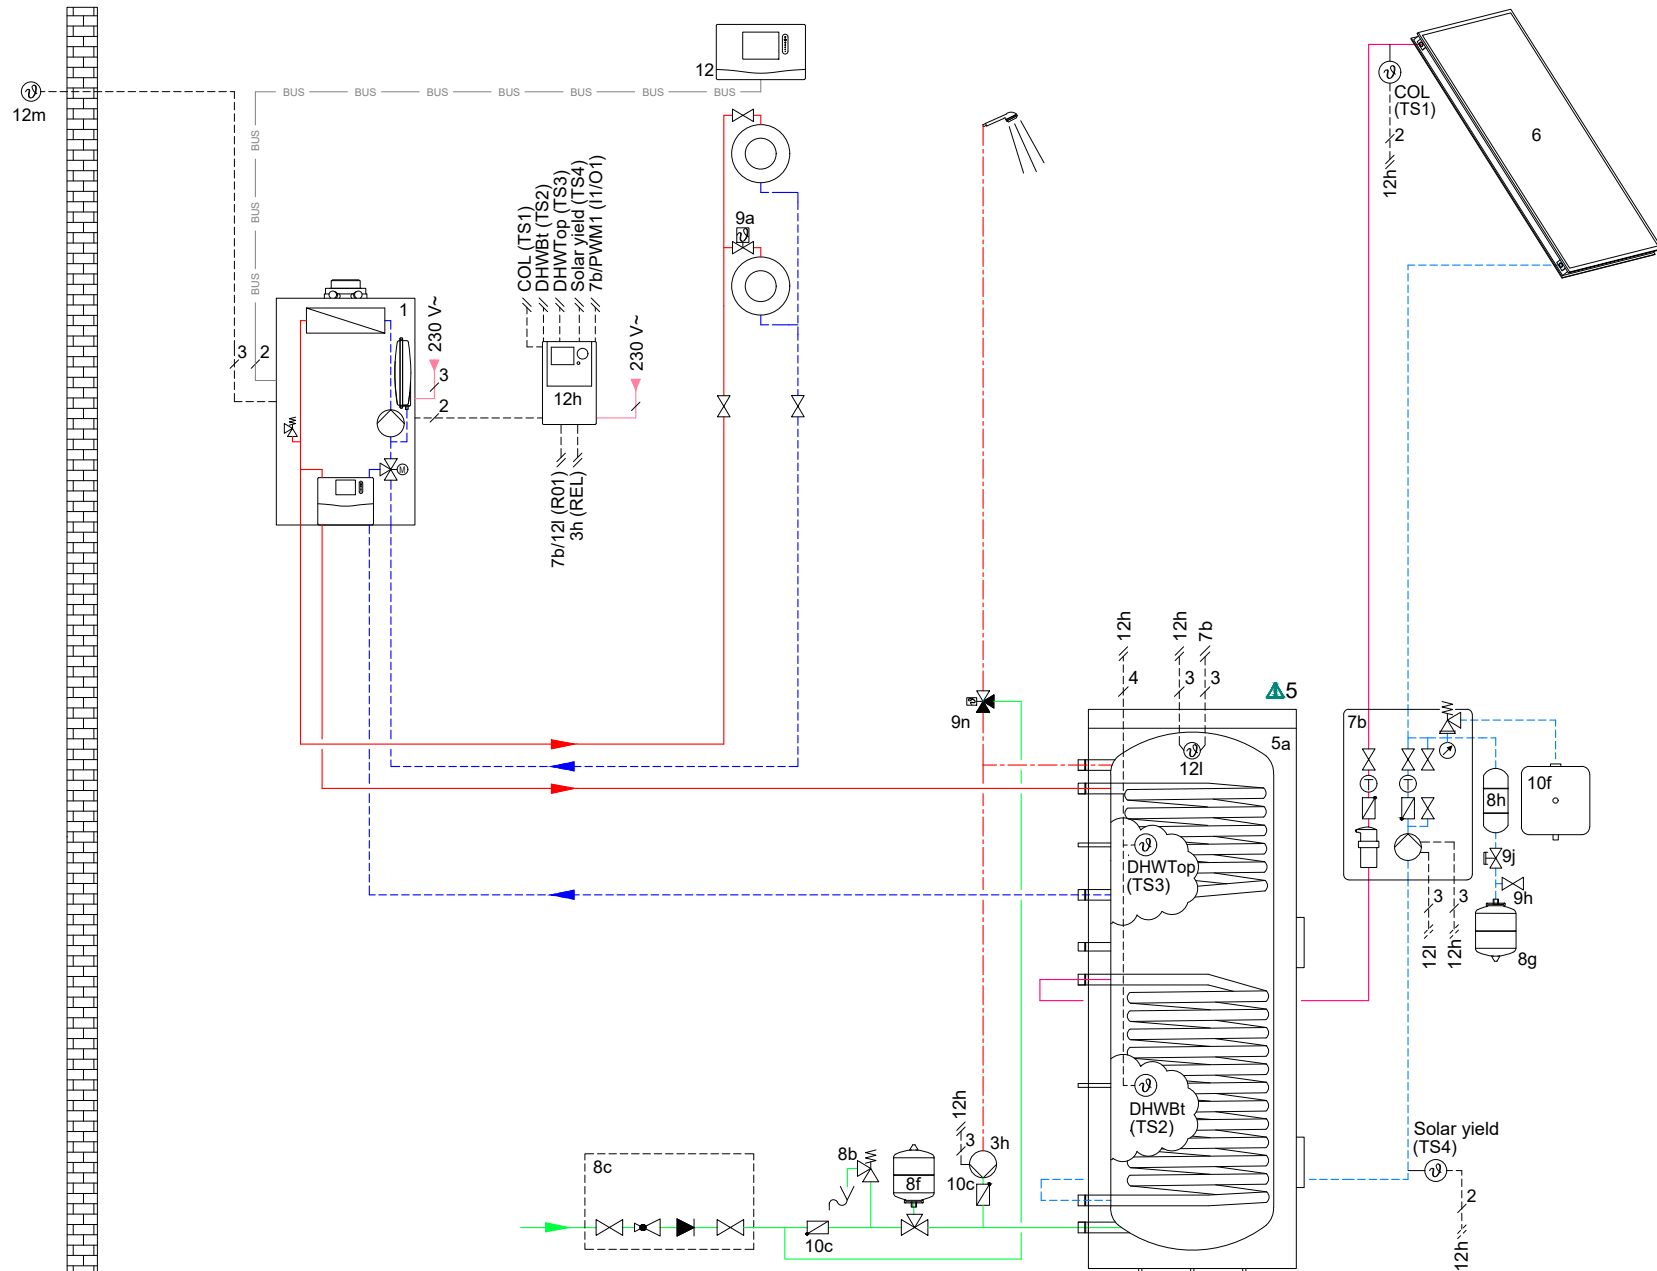 12
BUS BUS BUS BUS BUS BUS BUS
12m
BUS
BUS
BUS
COL
(TS1)
2
12h
6
9a
COL (TS1)
DHWBt (TS2)
DHWTop (TS3)
Solar yield (TS4)
7b/PWM1 (I1/O1)
1
230 V~
3
2
3
2
230 V~
12h
M
7b/12l (R01)
3h (REL)
12h
12h
7b
4
3
3
5
9n
7b
5a
12l
T
T
8h
10f
9j
DHWTop
(TS3)
9h
3
3
12l
12h
8g
DHWBt
(TS2)
12h
3
3h
Solar yield
(TS4)
8b
8c
8f
10c
2
10c
12h